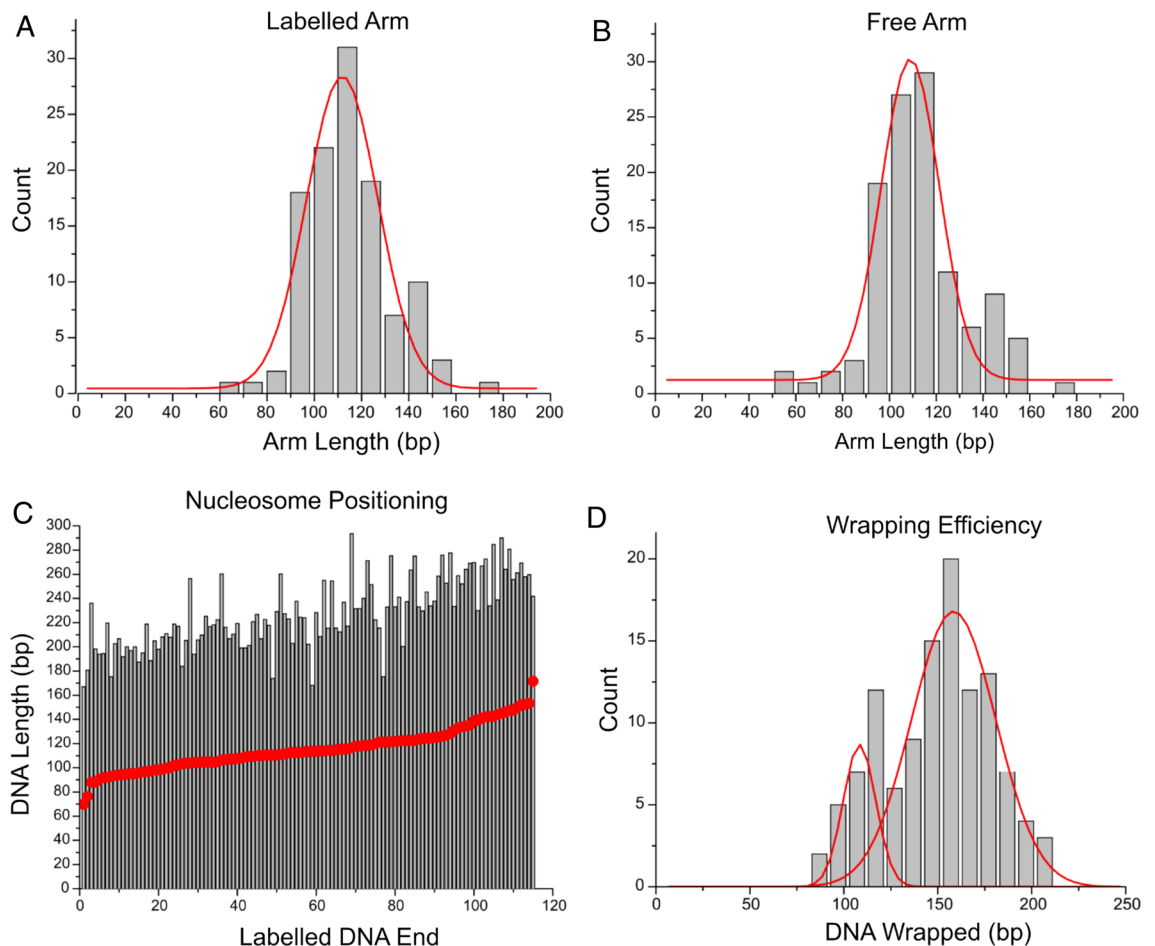 A
Labelled Arm
30
25
20
15
10
5
0
Count
0 20 40 60 80 100 120 140 160 180 200
Arm Length (bp)
B
Free Arm
30
25
20
15
10
5
0
Count
0 20 40 60 80 100 120 140 160 180 200
Arm Length (bp)
C
Nucleosome Positioning
300
280
260
240
220
200
180
160
140
120
100
80
60
40
20
0
DNA Length (bp)
0 20 40 60 80 100 120
Labelled DNA End
D
Wrapping Efficiency
20
15
10
5
0
Count
0 50 100 150 200 250
DNA Wrapped (bp)